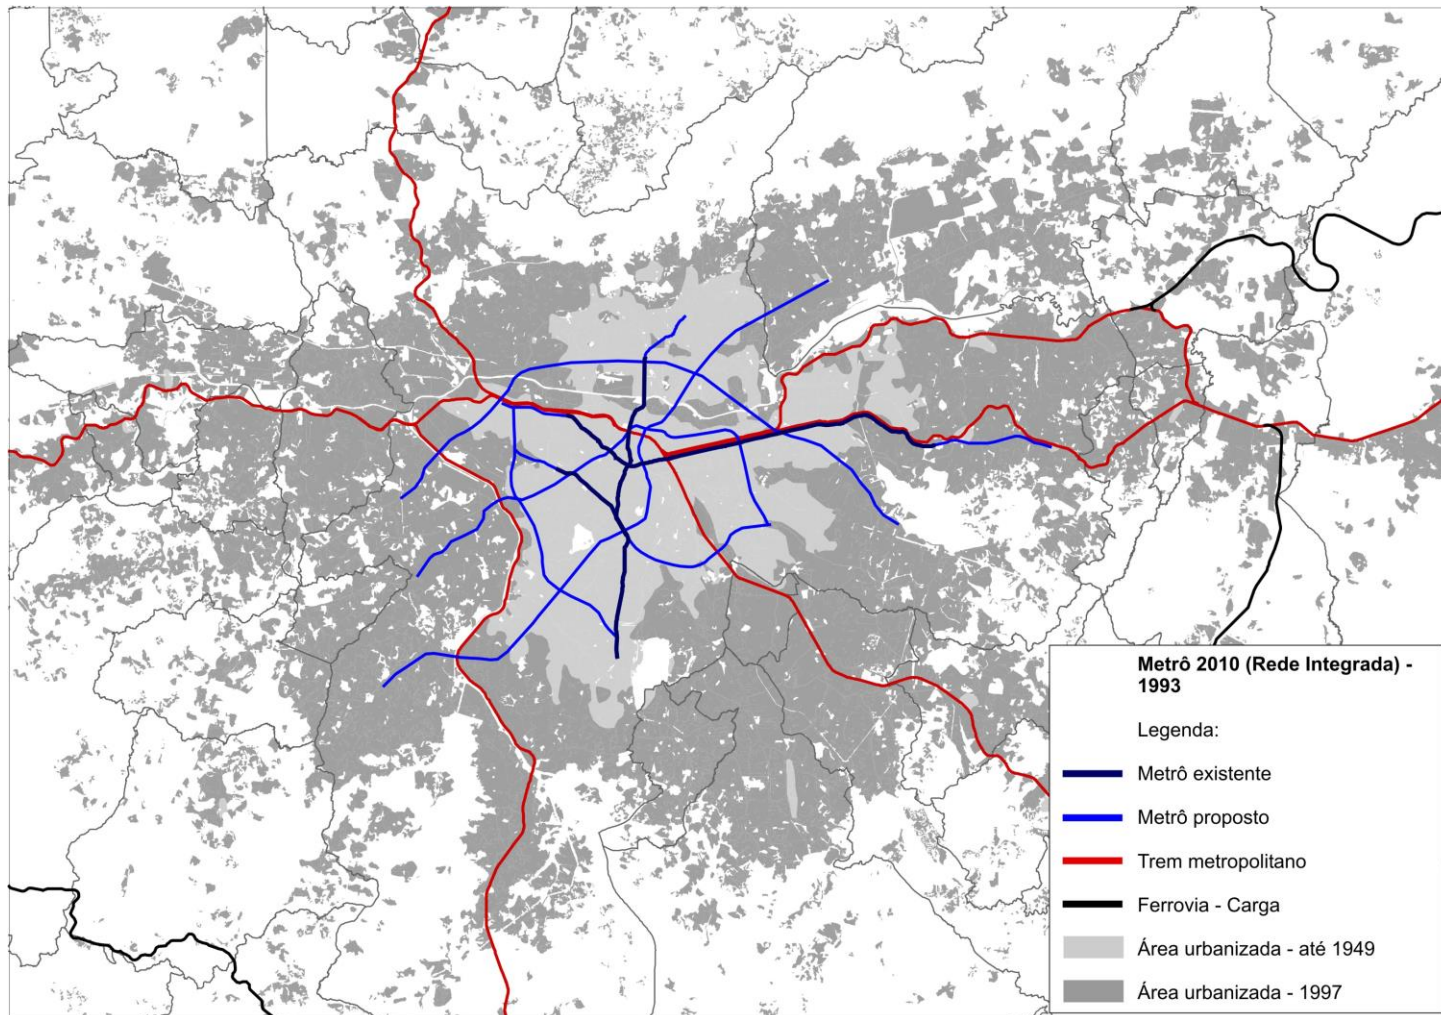 Metrô 2010 (Rede Integrada) -
1993
Legenda:
Metrô existente
Metrô proposto
Trem metropolitano
Ferrovia - Carga
Área urbanizada - até 1949
Área urbanizada - 1997